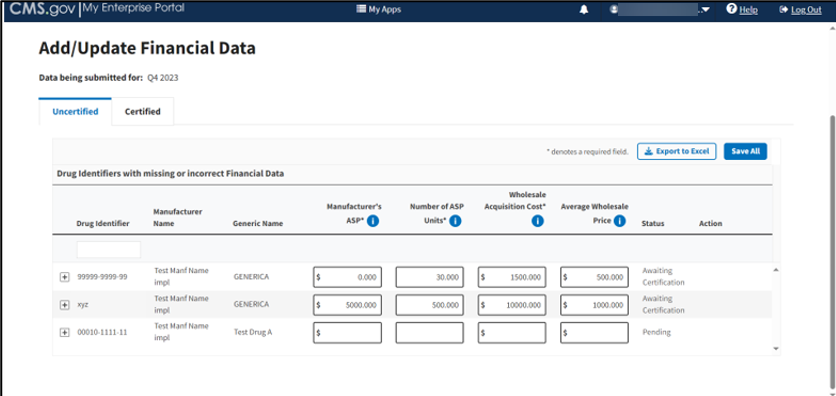 CMS.gov | My Enterprise Portal
My Apps
Help
Log Out
Add/Update Financial Data
Data being submitted for: Q4 2023
Uncertified
Certified
* denotes a required field.
Export to Excel
Save All
Drug Identifiers with missing or incorrect Financial Data
Drug Identifier
Manufacturer
Name
Generic Name
Manufacturer's
ASP*
Number of ASP
Units*
Wholesale
Acquisition Cost*
Average Wholesale
Price
Status
Action
99999-9999-99
Test Manf Name
impl
GENERICA
$ 0.000
30.000
$ 1500.000
$ 500.000
Awaiting
Certification
xyz
Test Manf Name
impl
GENERICA
$ 5000.000
500.000
$ 10000.000
$ 1000.000
Awaiting
Certification
00010-1111-11
Test Manf Name
impl
Test Drug A
$
$
$
Pending